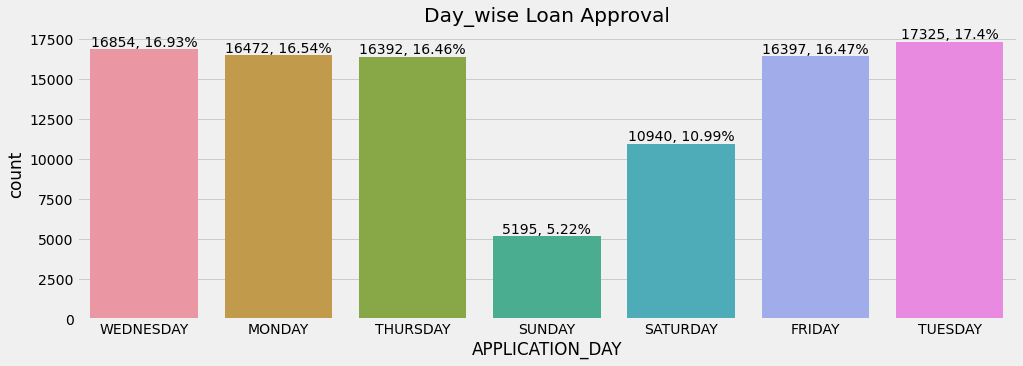 Day_wise Loan Approval
17500
15000
12500
10000
7500
5000
2500
0
count
16854, 16.93%
16472, 16.54%
16392, 16.46%
5195, 5.22%
10940, 10.99%
16397, 16.47%
17325, 17.4%
WEDNESDAY
MONDAY
THURSDAY
SUNDAY
SATURDAY
FRIDAY
TUESDAY
APPLICATION_DAY